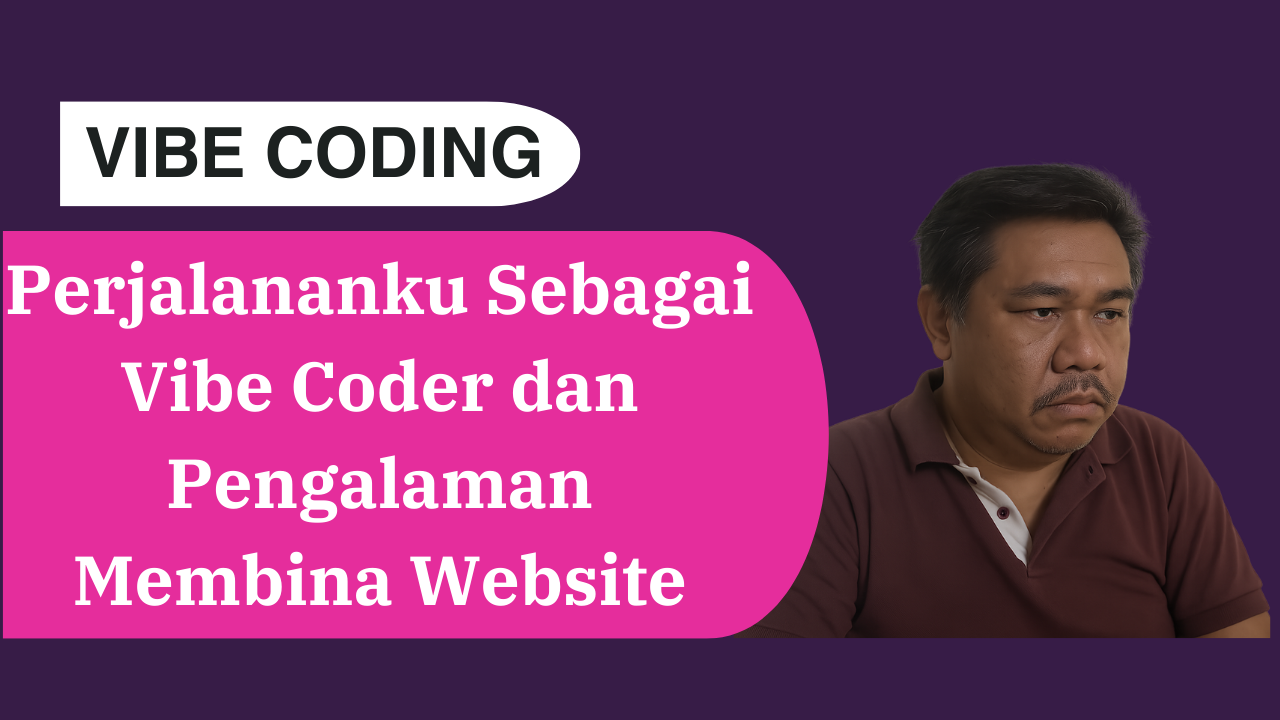 VIBE CODING
Perjalananku Sebagai
Vibe Coder dan
Pengalaman
Membina Website